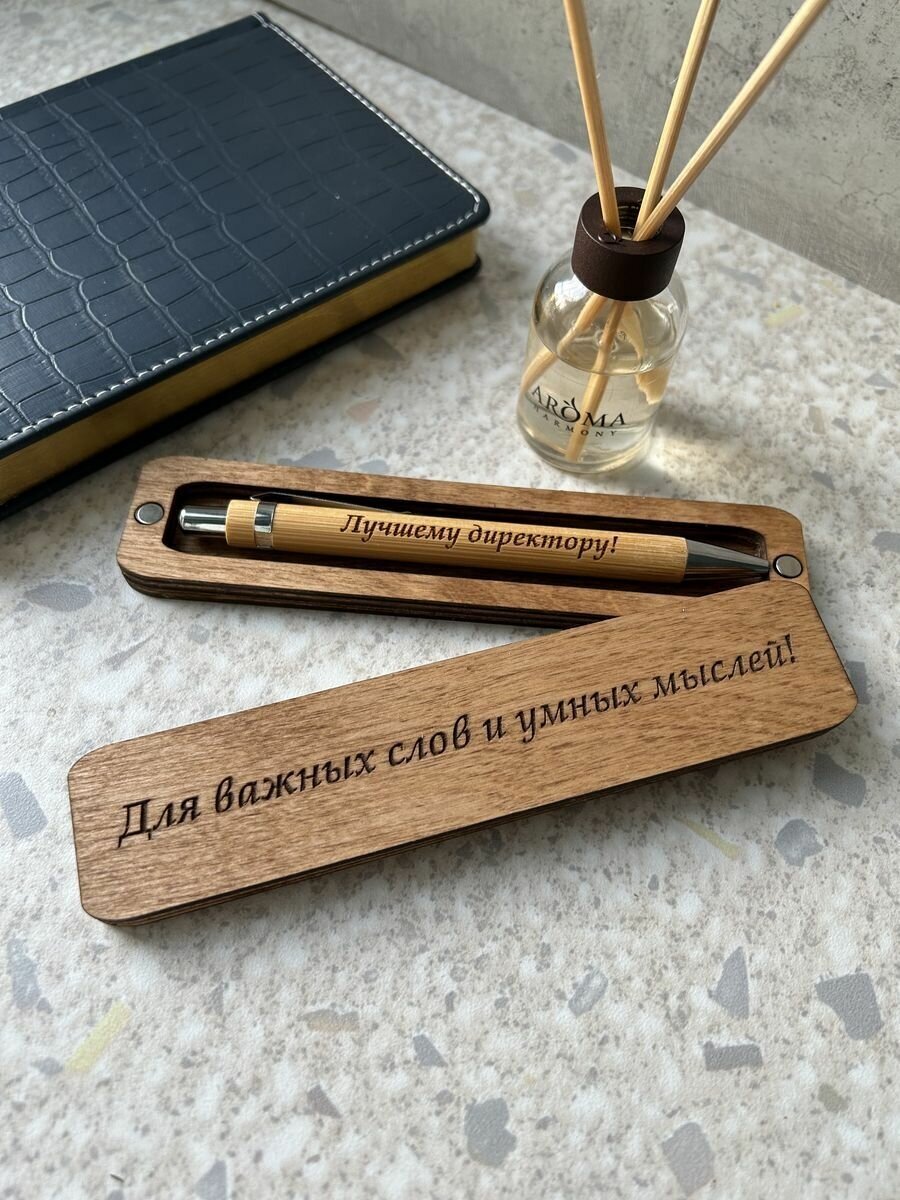 AROMA
HARMONY
Лучшему директору!
Для важных слов и умных мыслей!